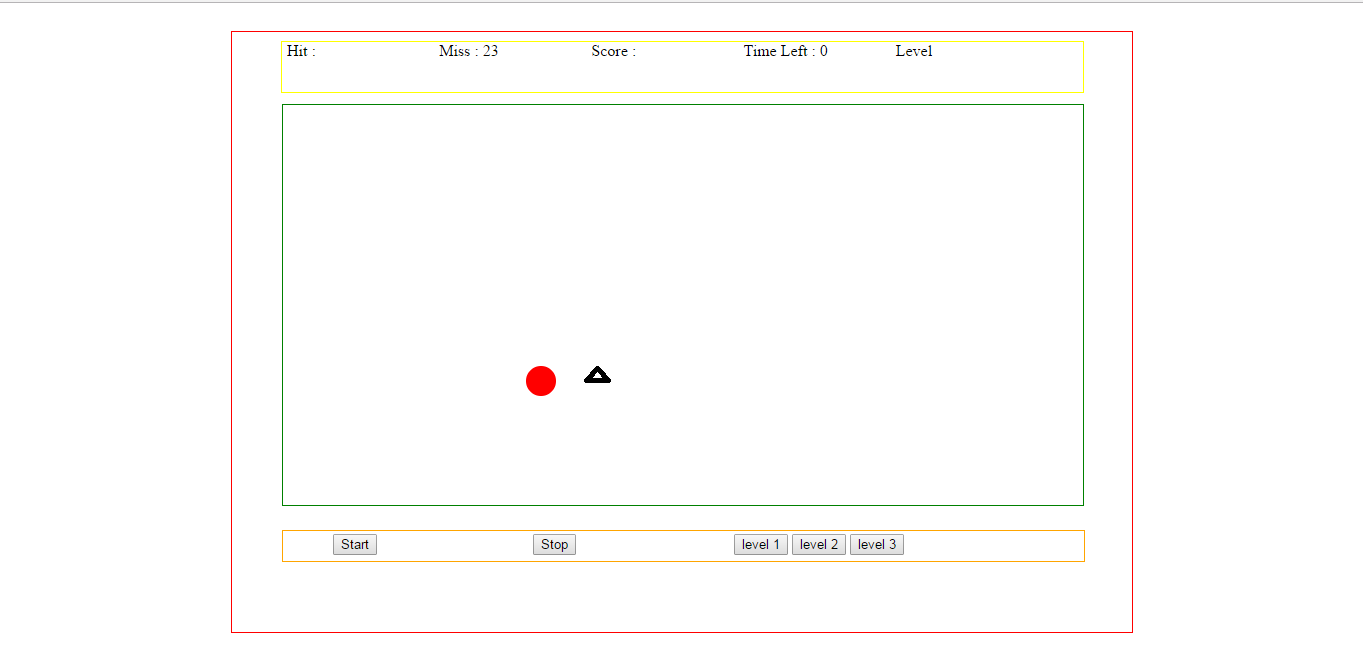 Hit : Miss : 23 Score : Time Left : 0 Level
Start Stop level 1 level 2 level 3